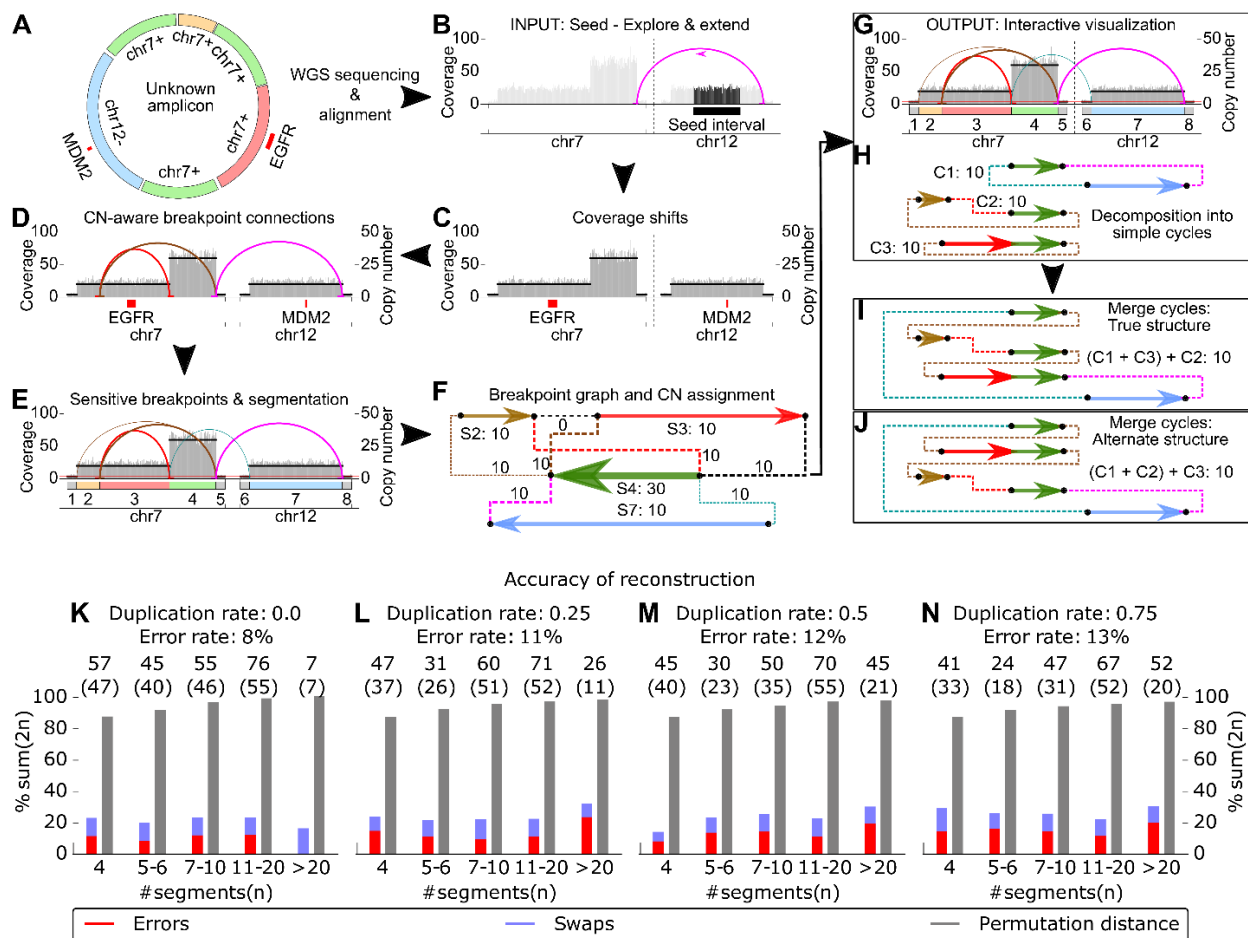 A
chr7+
chr7+
chr7+
Unknown
amplicon
chr12-
chr7+
chr7+
MDM2
EGFR
WGS sequencing
&
alignment
B
INPUT: Seed - Explore & extend
Coverage
100
50
0
Seed interval
chr7
chr12
G
OUTPUT: Interactive visualization
Coverage
100
50
0
50
25
0
Copy number
1 2 3 4 5 6 7 8
chr7
chr12
H
C1: 10
C2: 10
C3: 10
Decomposition into
simple cycles
D
CN-aware breakpoint connections
Coverage
100
50
0
50
25
0
Copy number
EGFR
MDM2
chr7
chr12
C
Coverage shifts
Coverage
100
50
0
50
25
0
Copy number
EGFR
MDM2
chr7
chr12
I
Merge cycles:
True structure
(C1 + C3) + C2: 10
E
Sensitive breakpoints & segmentation
Coverage
100
50
0
50
25
0
Copy number
1 2 3 4 5 6 7 8
chr7
chr12
F
Breakpoint graph and CN assignment
S2: 10
0
S3: 10
10
10
10
10
S4: 30
10
10
S7: 10
J
Merge cycles:
Alternate structure
(C1 + C2) + C3: 10
Accuracy of reconstruction
K
Duplication rate: 0.0
Error rate: 8%
57 45 55 76 7
(47) (40) (46) (55) (7)
% sum(2n)
100
80
60
40
20
0
4 5-6 7-10 11-20 >20
#segments(n)
L
Duplication rate: 0.25
Error rate: 11%
47 31 60 71 26
(37) (26) (51) (52) (11)
4 5-6 7-10 11-20 >20
#segments(n)
M
Duplication rate: 0.5
Error rate: 12%
45 30 50 70 45
(40) (23) (35) (55) (21)
4 5-6 7-10 11-20 >20
#segments(n)
N
Duplication rate: 0.75
Error rate: 13%
41 24 47 67 52
(33) (18) (31) (52) (20)
100
80
60
40
20
0
% sum(2n)
4 5-6 7-10 11-20 >20
#segments(n)
Errors
Swaps
Permutation distance